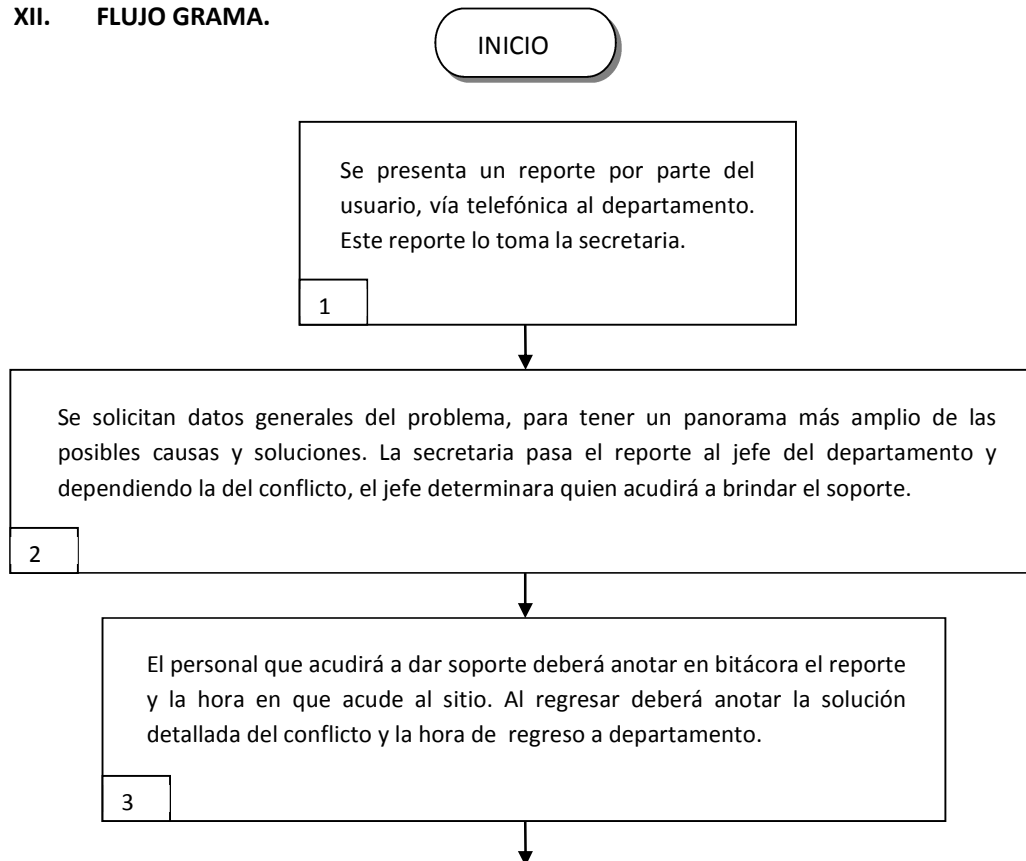 XII. FLUJO GRAMA.
INICIO
Se presenta un reporte por parte del
usuario, vía telefónica al departamento.
Este reporte lo toma la secretaria.
1
Se solicitan datos generales del problema, para tener un panorama más amplio de las
posibles causas y soluciones. La secretaria pasa el reporte al jefe del departamento y
dependiendo la del conflicto, el jefe determinara quien acudirá a brindar el soporte.
2
El personal que acudirá a dar soporte deberá anotar en bitácora el reporte
y la hora en que acude al sitio. Al regresar deberá anotar la solución
detallada del conflicto y la hora de regreso a departamento.
3